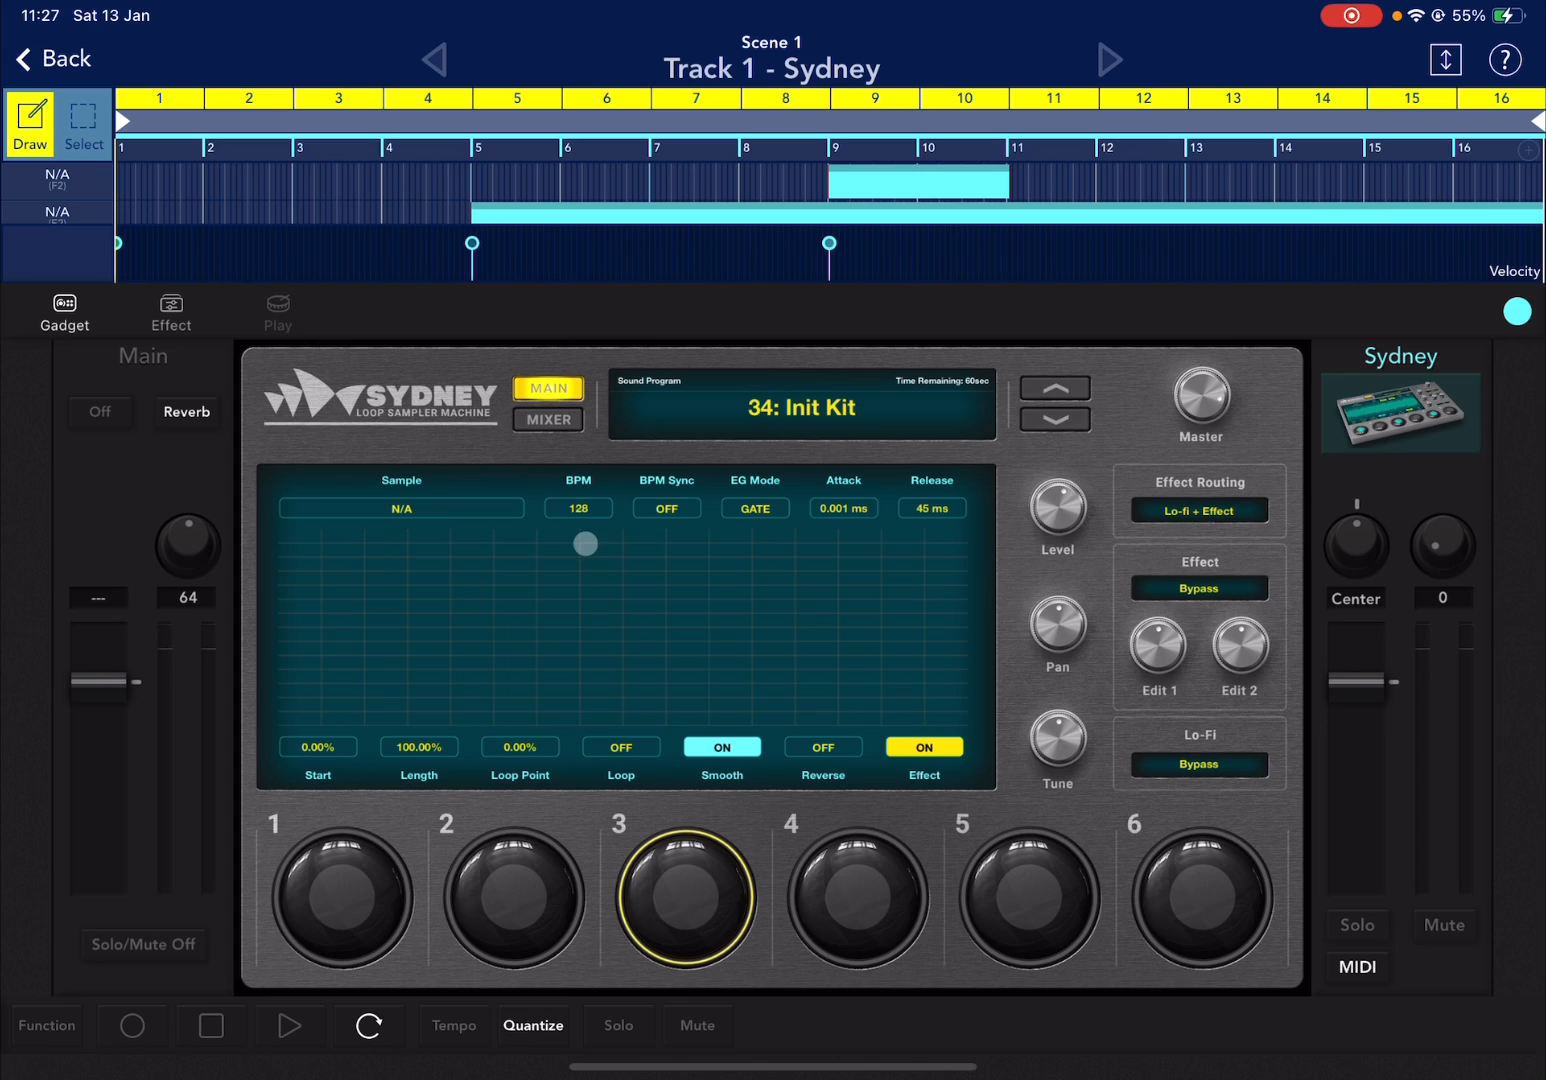 11:27 Sat 13 Jan
55%
Back
Scene 1
Track 1 - Sydney
?
1 2 3 4 5 6 7 8 9 10 11 12 13 14 15 16
Draw Select
1 2 3 4 5 6 7 8 9 10 11 12 13 14 15 16
N/A
(F2)
N/A
Velocity
Gadget Effect Play
Main
Sydney
Off Reverb
SYDNEY
LOOP SAMPLER MACHINE
MAIN
MIXER
Sound Program Time Remaining: 60sec
34: Init Kit
Master
Sample BPM BPM Sync EG Mode Attack Release
N/A 128 OFF GATE 0.001 ms 45 ms
Level
Pan
Tune
Effect Routing
Lo-fi + Effect
Effect
Bypass
Edit 1 Edit 2
Lo-Fi
Bypass
--- 64
Center 0
0.00% 100.00% 0.00% OFF ON OFF ON
Start Length Loop Point Loop Smooth Reverse Effect
1 2 3 4 5 6
Solo/Mute Off
Solo Mute
MIDI
Function Tempo Quantize Solo Mute